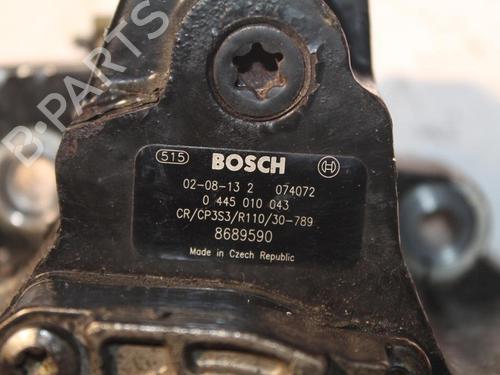 B-Parts
515 BOSCH
02-08-13 2 074072
0 445 010 043
CR/CP3S3/R110/30-789
8689590
Made in Czech Republic